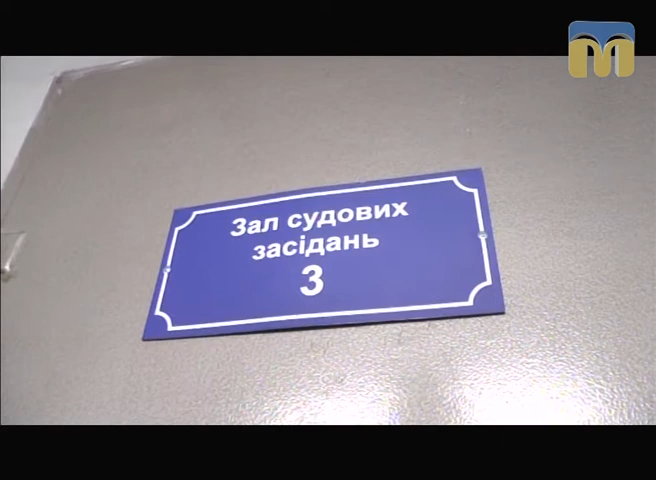 Зал судових
засідань
3